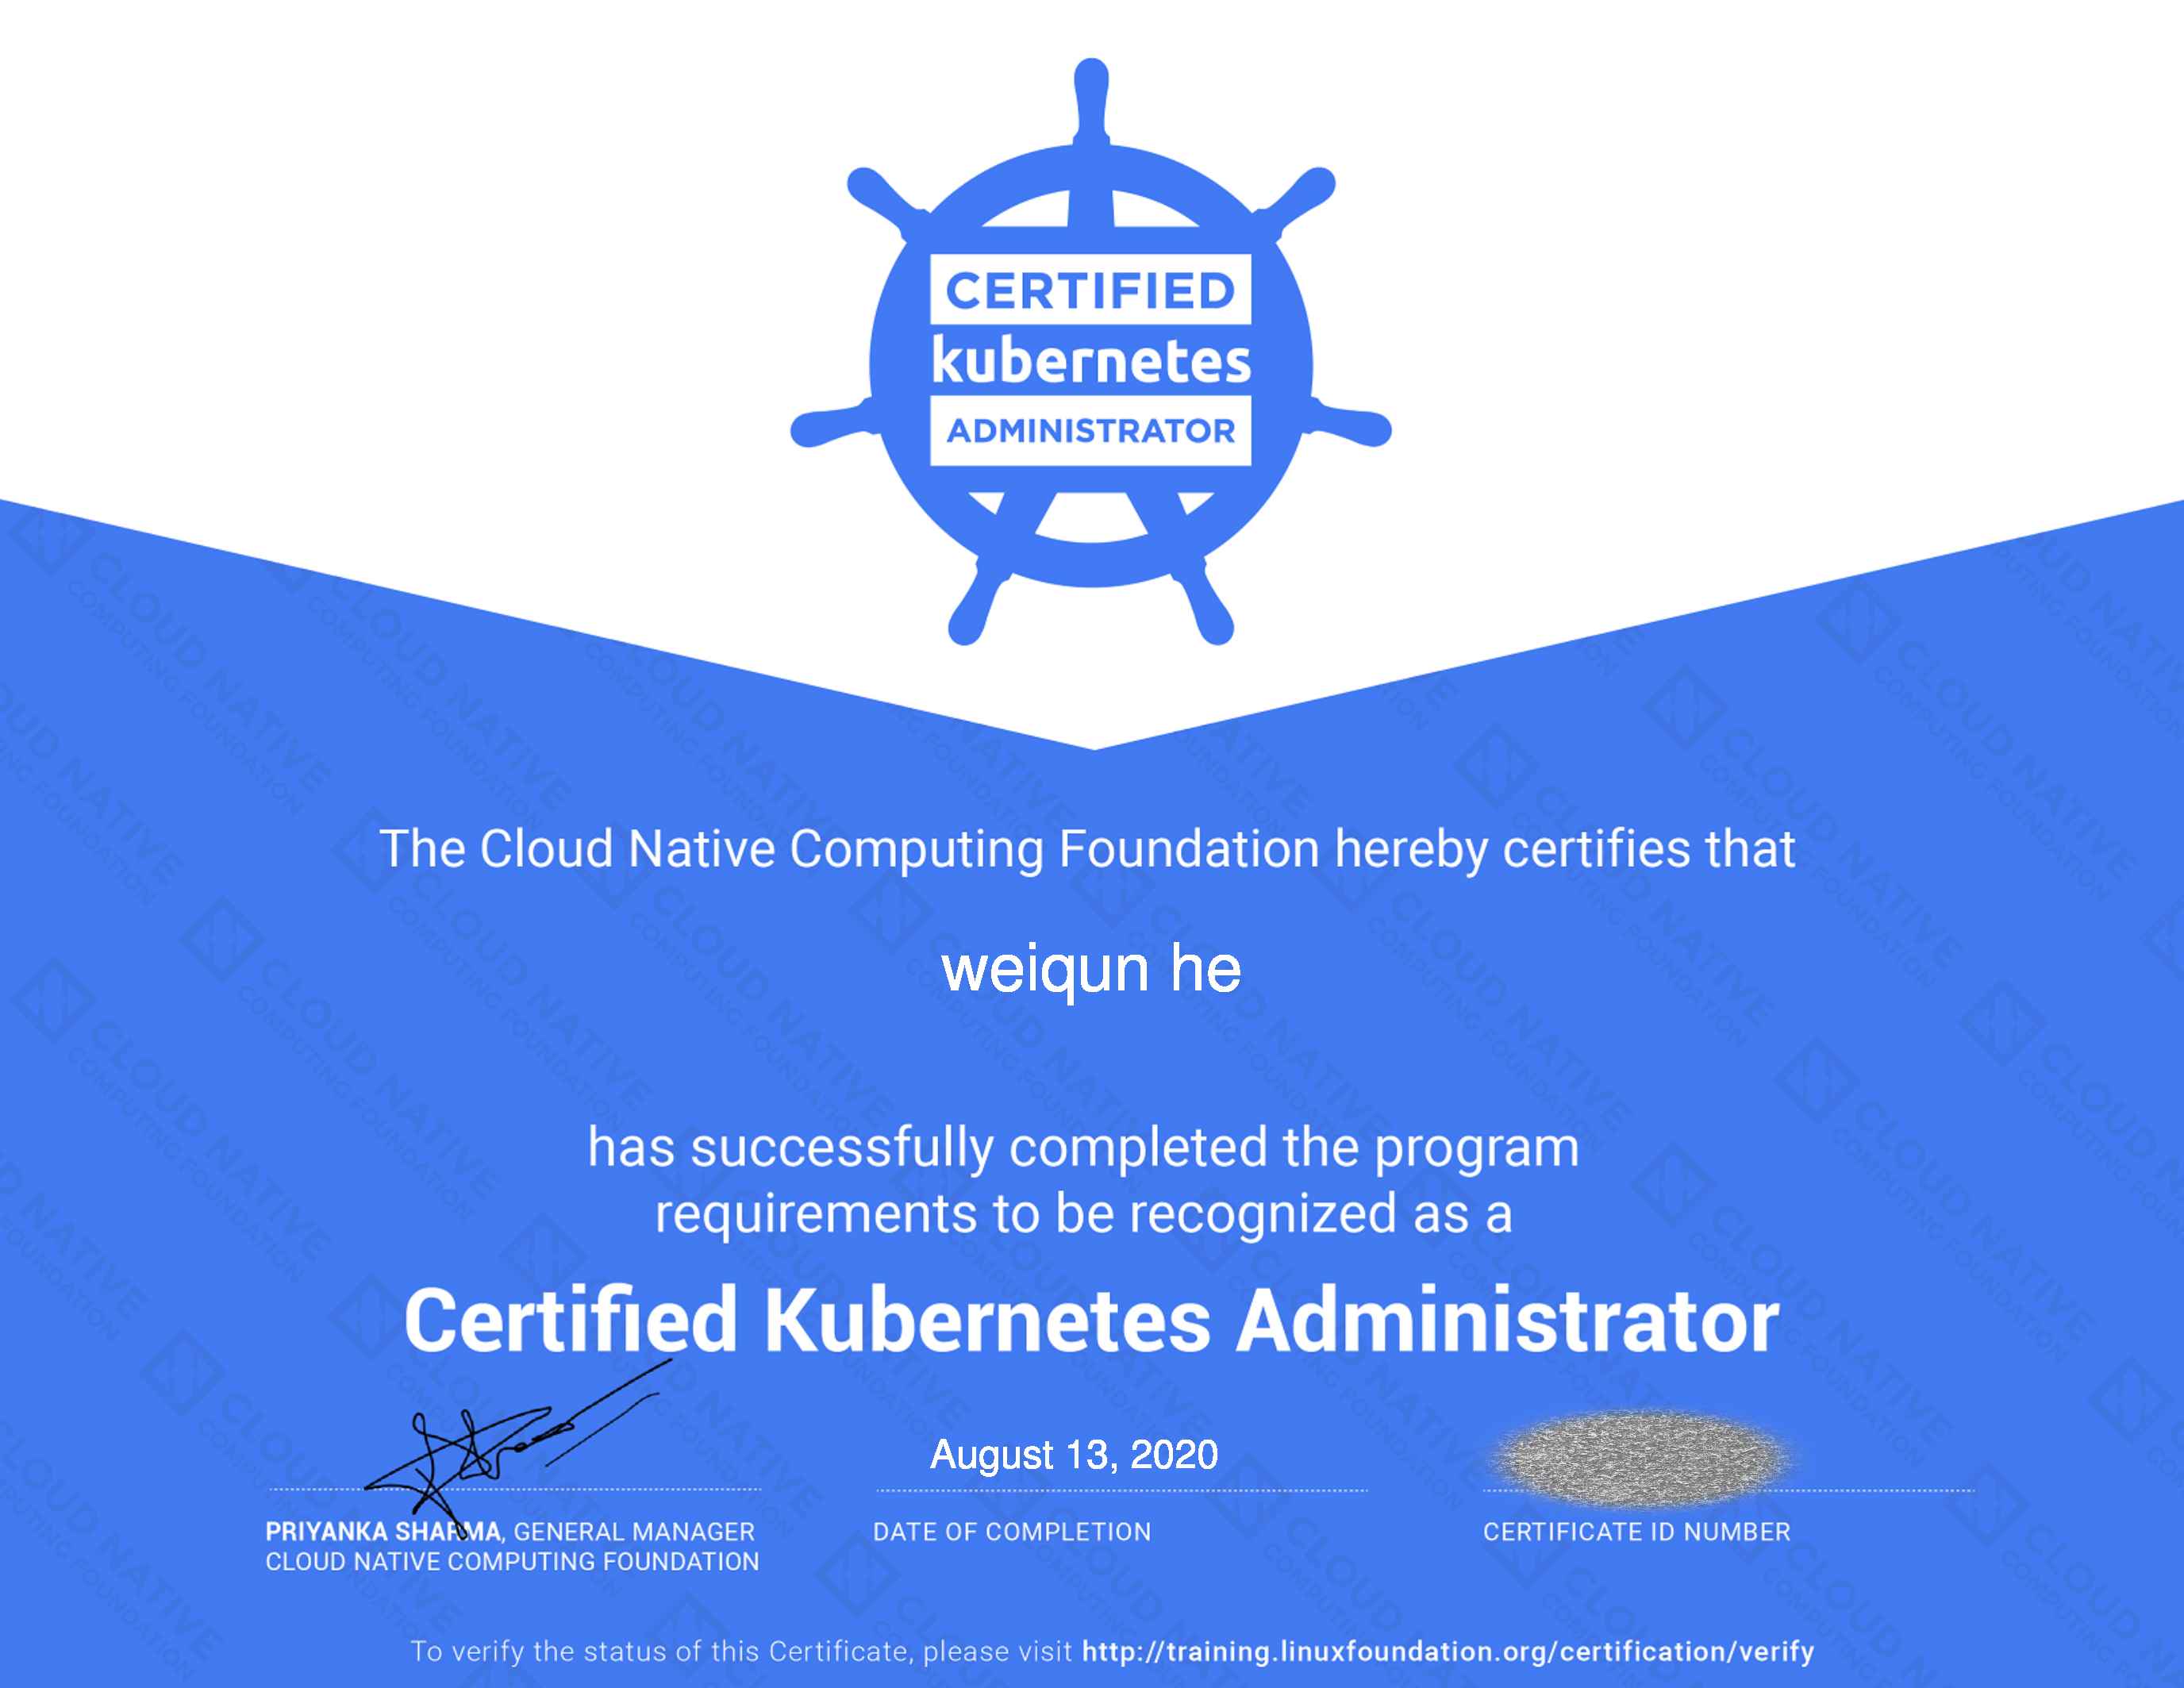 CERTIFIED
kubernetes
ADMINISTRATOR
The Cloud Native Computing Foundation hereby certifies that
weiqun he
has successfully completed the program
requirements to be recognized as a
Certified Kubernetes Administrator
August 13, 2020
PRIYANKA SHARMA, GENERAL MANAGER
CLOUD NATIVE COMPUTING FOUNDATION
DATE OF COMPLETION
CERTIFICATE ID NUMBER
To verify the status of this Certificate, please visit http://training.linuxfoundation.org/certification/verify